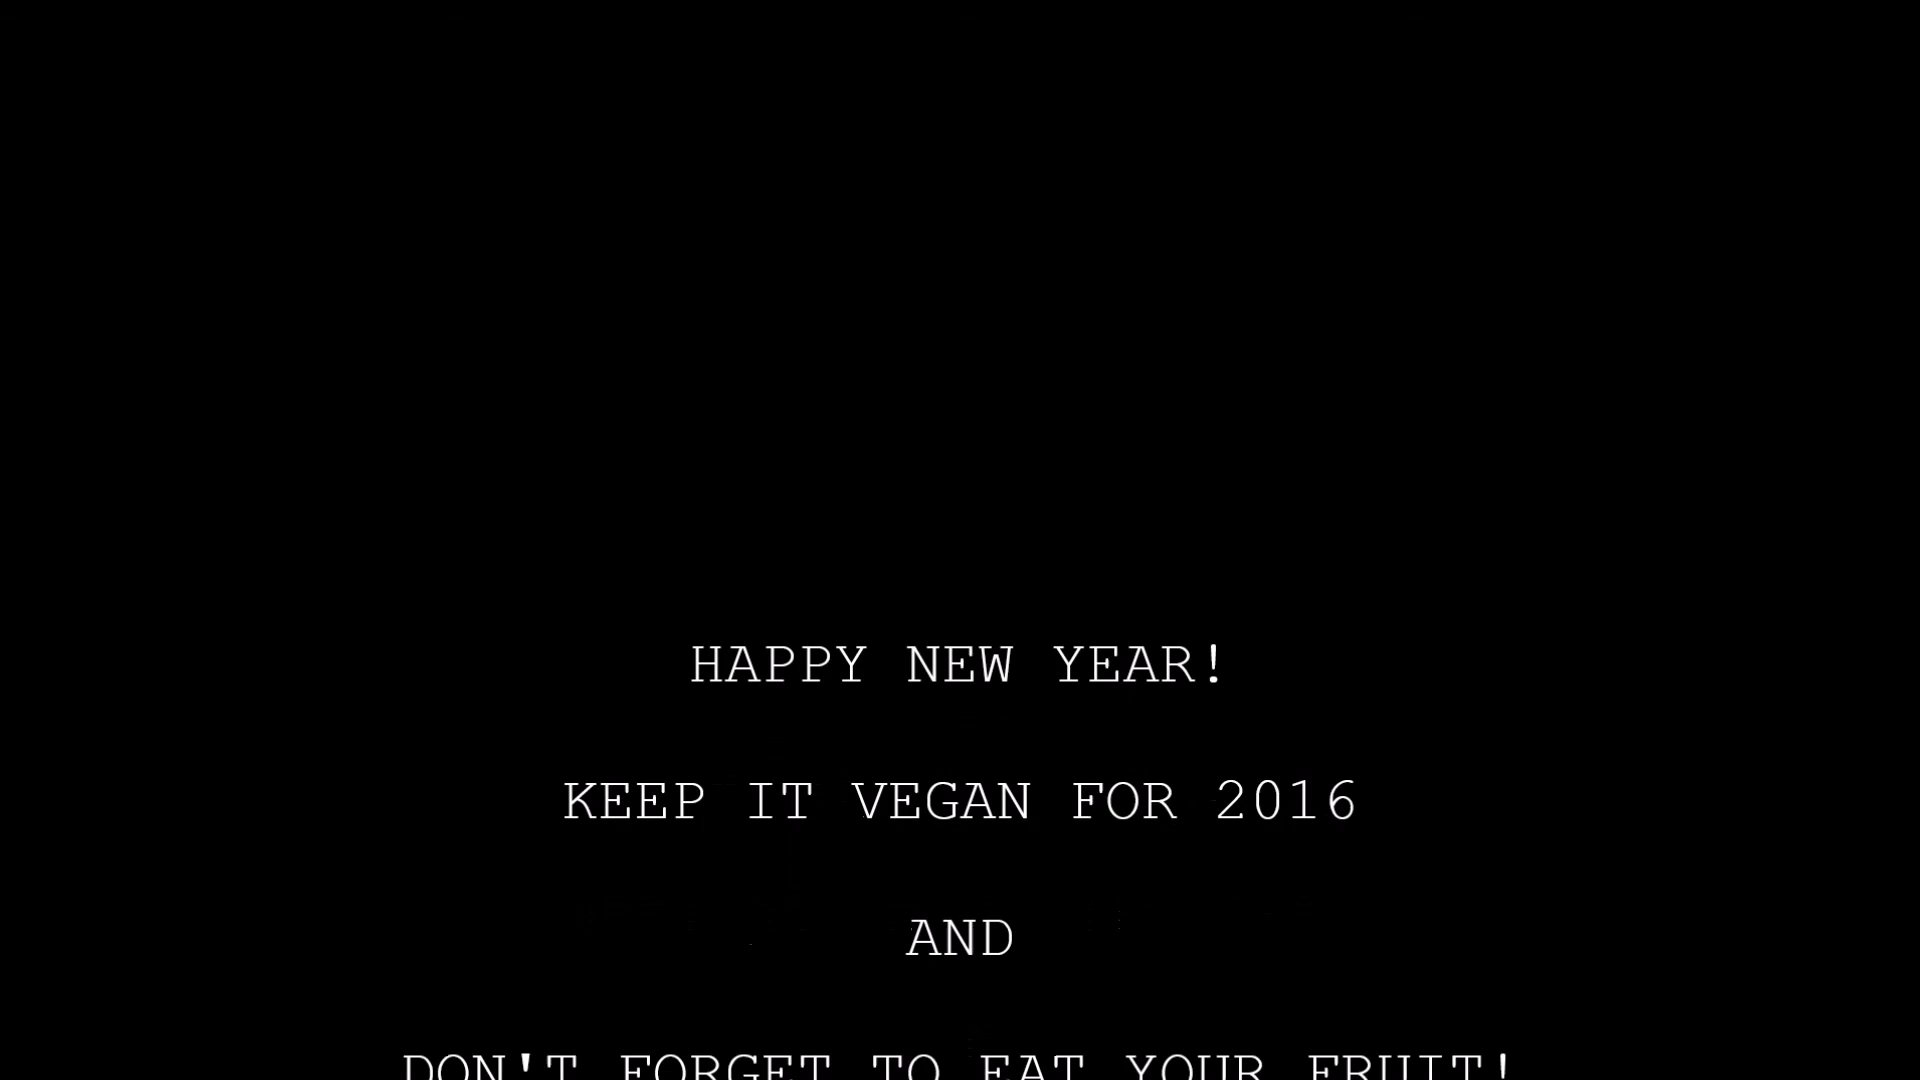 HAPPY NEW YEAR!
KEEP IT VEGAN FOR 2016
AND
DON'T FORGET TO EAT YOUR FRUIT!